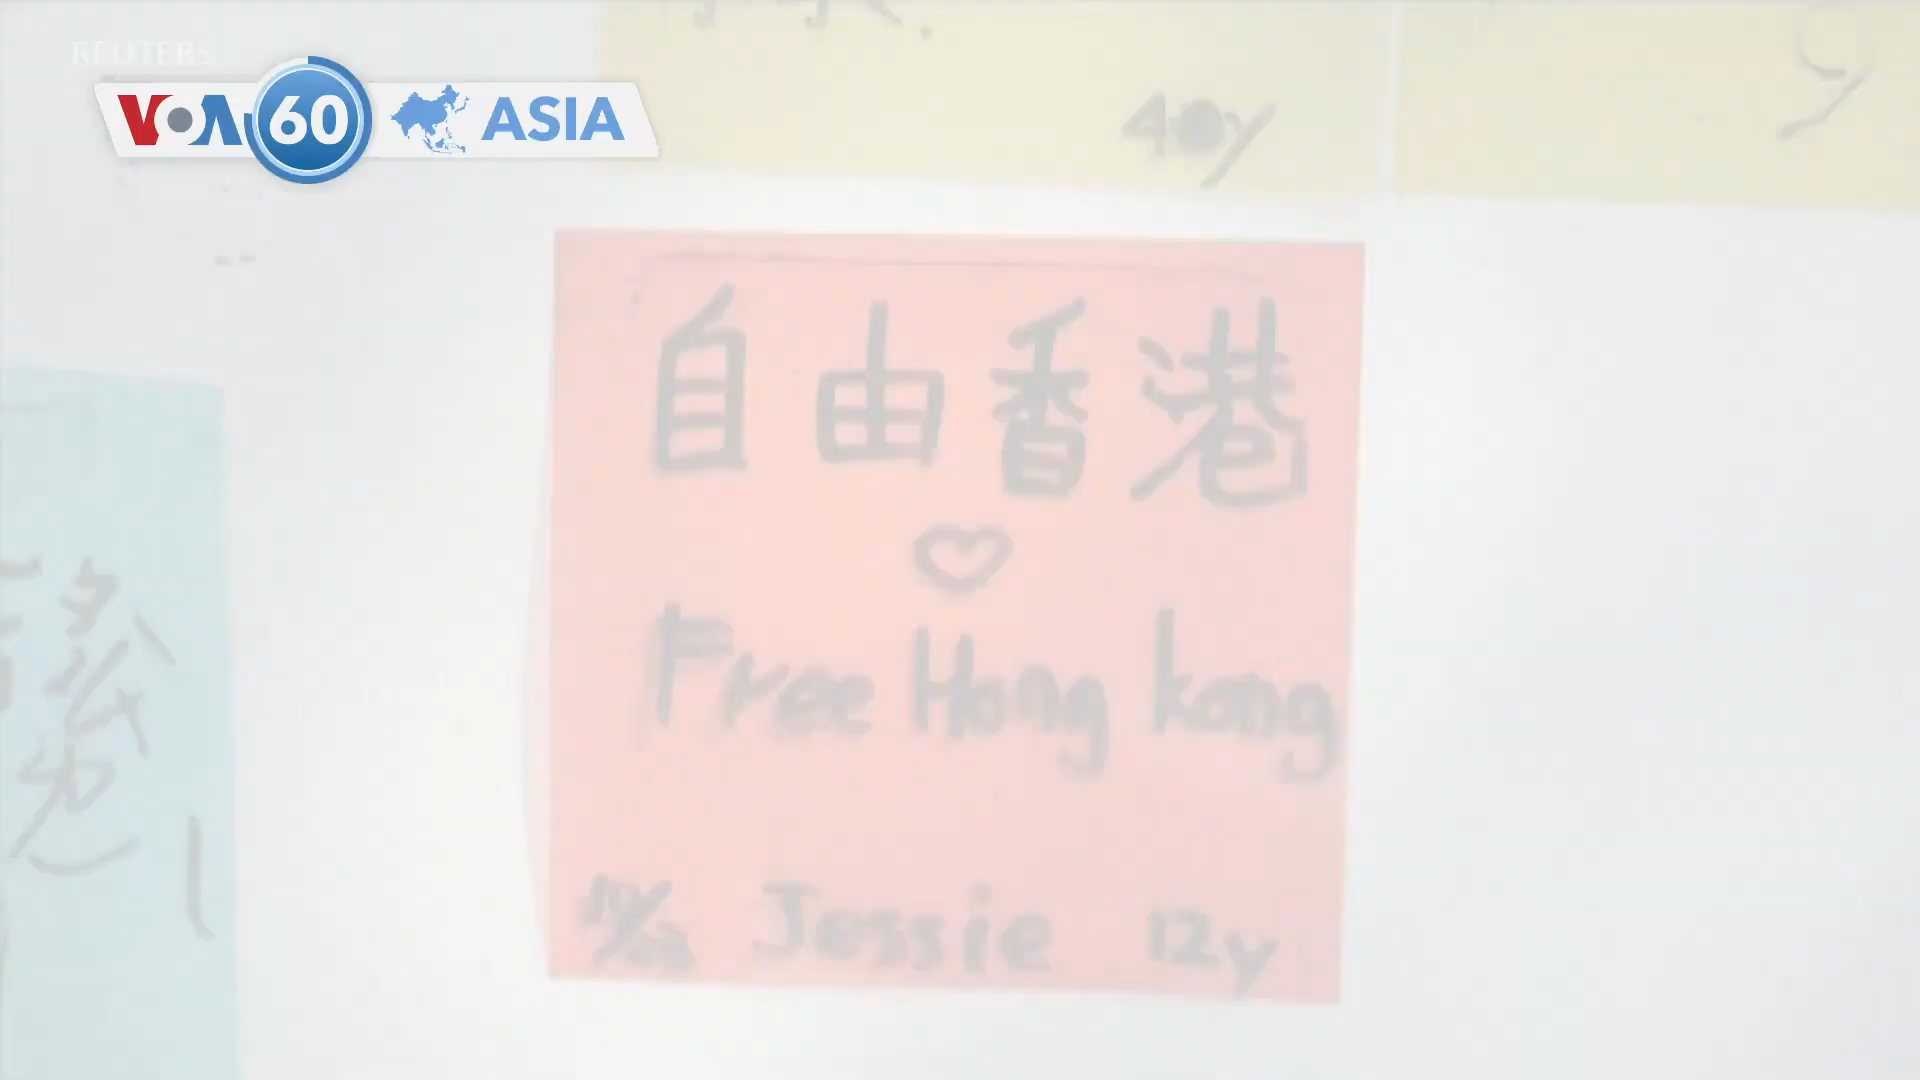 REUTERS
VOA 60 ASIA
40y
自由香港
Free Hong kong
Jessie 12y